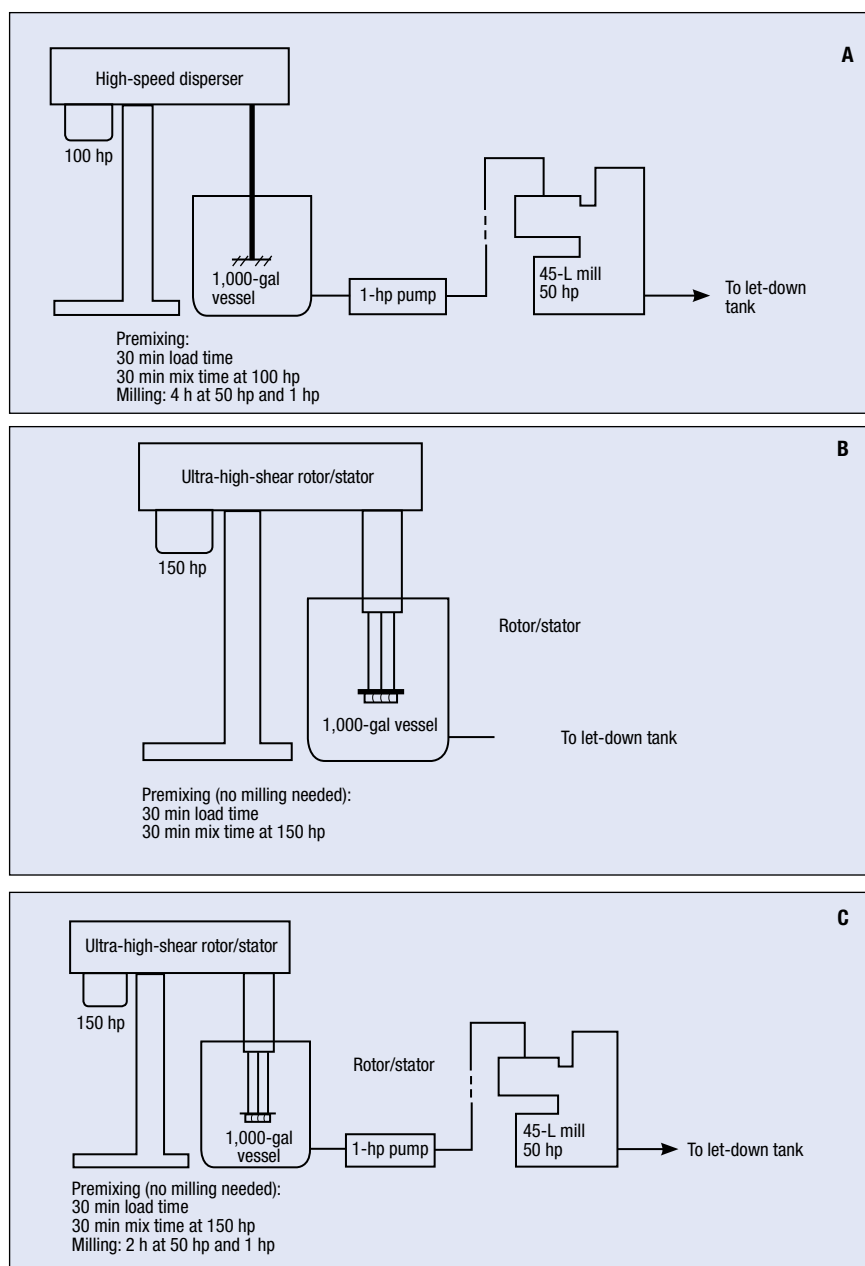 A
High-speed disperser
100 hp
1,000-gal
vessel
1-hp pump
45-L mill
50 hp
To let-down
tank
Premixing:
30 min load time
30 min mix time at 100 hp
Milling: 4 h at 50 hp and 1 hp
B
Ultra-high-shear rotor/stator
150 hp
Rotor/stator
1,000-gal vessel
To let-down tank
Premixing (no milling needed):
30 min load time
30 min mix time at 150 hp
C
Ultra-high-shear rotor/stator
150 hp
Rotor/stator
1,000-gal
vessel
1-hp pump
45-L mill
50 hp
To let-down tank
Premixing (no milling needed):
30 min load time
30 min mix time at 150 hp
Milling: 2 h at 50 hp and 1 hp